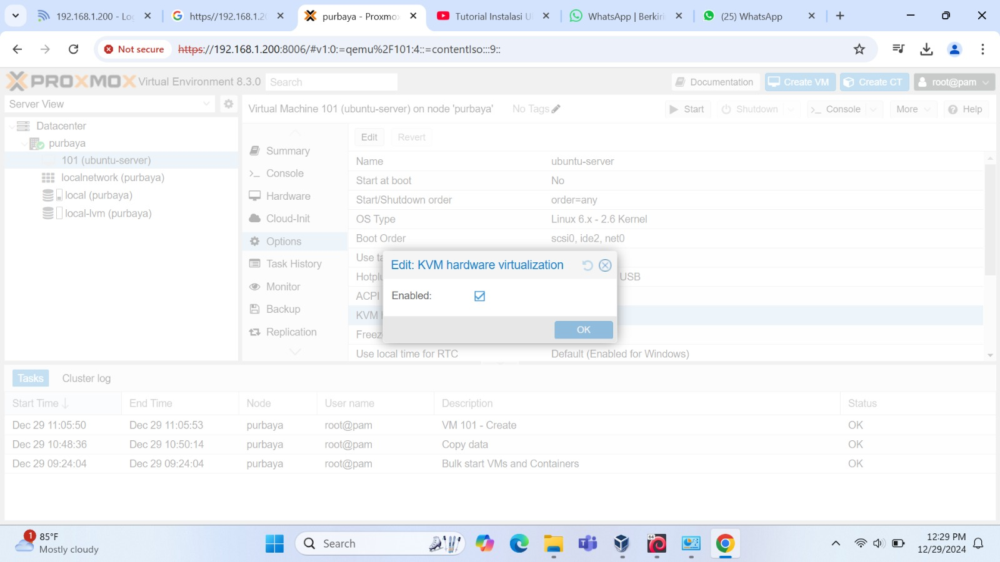 192.168.1.200 - Log
https//192.168.1.20
purbaya - Proxmox
Tutorial Instalasi U
WhatsApp | Berkiri
(25) WhatsApp
Not secure
https://192.168.1.200:8006/#v1:0:=qemu%2F101:4::=contentIso:::9::
PROXMOX Virtual Environment 8.3.0
Search
Documentation
Create VM
Create CT
root@pam
Server View
Virtual Machine 101 (ubuntu-server) on node 'purbaya'
No Tags
Start
Shutdown
Console
More
Help
Datacenter
purbaya
101 (ubuntu-server)
localnetwork (purbaya)
local (purbaya)
local-lvm (purbaya)
Summary
Console
Hardware
Cloud-Init
Options
Task History
Monitor
Backup
Replication
Edit
Revert
Name ubuntu-server
Start at boot No
Start/Shutdown order order=any
OS Type Linux 6.x - 2.6 Kernel
Boot Order scsi0, ide2, net0
Use ta
Hotplu USB
ACPI
KVM
Freez
Use local time for RTC Default (Enabled for Windows)
Edit: KVM hardware virtualization
Enabled:
OK
Tasks
Cluster log
Start Time End Time Node User name Description Status
Dec 29 11:05:50 Dec 29 11:05:53 purbaya root@pam VM 101 - Create OK
Dec 29 10:48:36 Dec 29 10:50:14 purbaya root@pam Copy data OK
Dec 29 09:24:04 Dec 29 09:24:04 purbaya root@pam Bulk start VMs and Containers OK
1
85°F
Mostly cloudy
Search
64
12:29 PM
12/29/2024